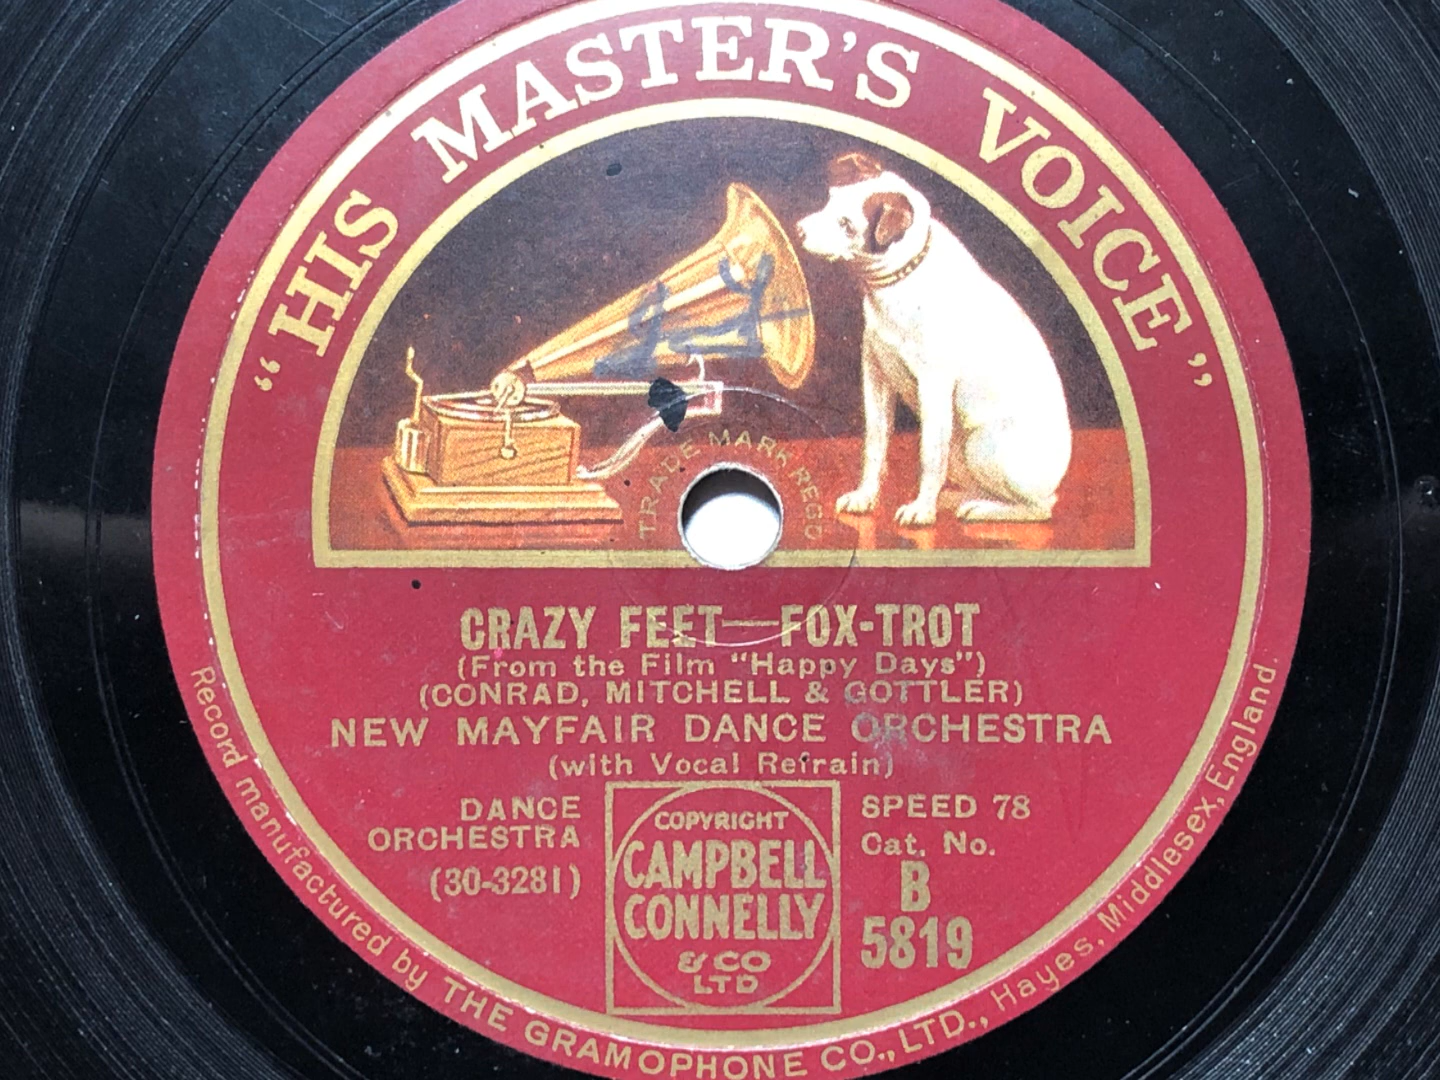 “HIS MASTER'S VOICE”
TRADE MARK REGD
CRAZY FEET—FOX-TROT
(From the Film “Happy Days”)
(CONRAD, MITCHELL & GOTTLER)
NEW MAYFAIR DANCE ORCHESTRA
(with Vocal Refrain)
DANCE
ORCHESTRA
(30-3281)
COPYRIGHT
CAMPBELL
CONNELLY
& CO
LTD
SPEED 78
Cat. No.
B
5819
Record manufactured by THE GRAMOPHONE CO., LTD., Hayes, Middlesex, England.